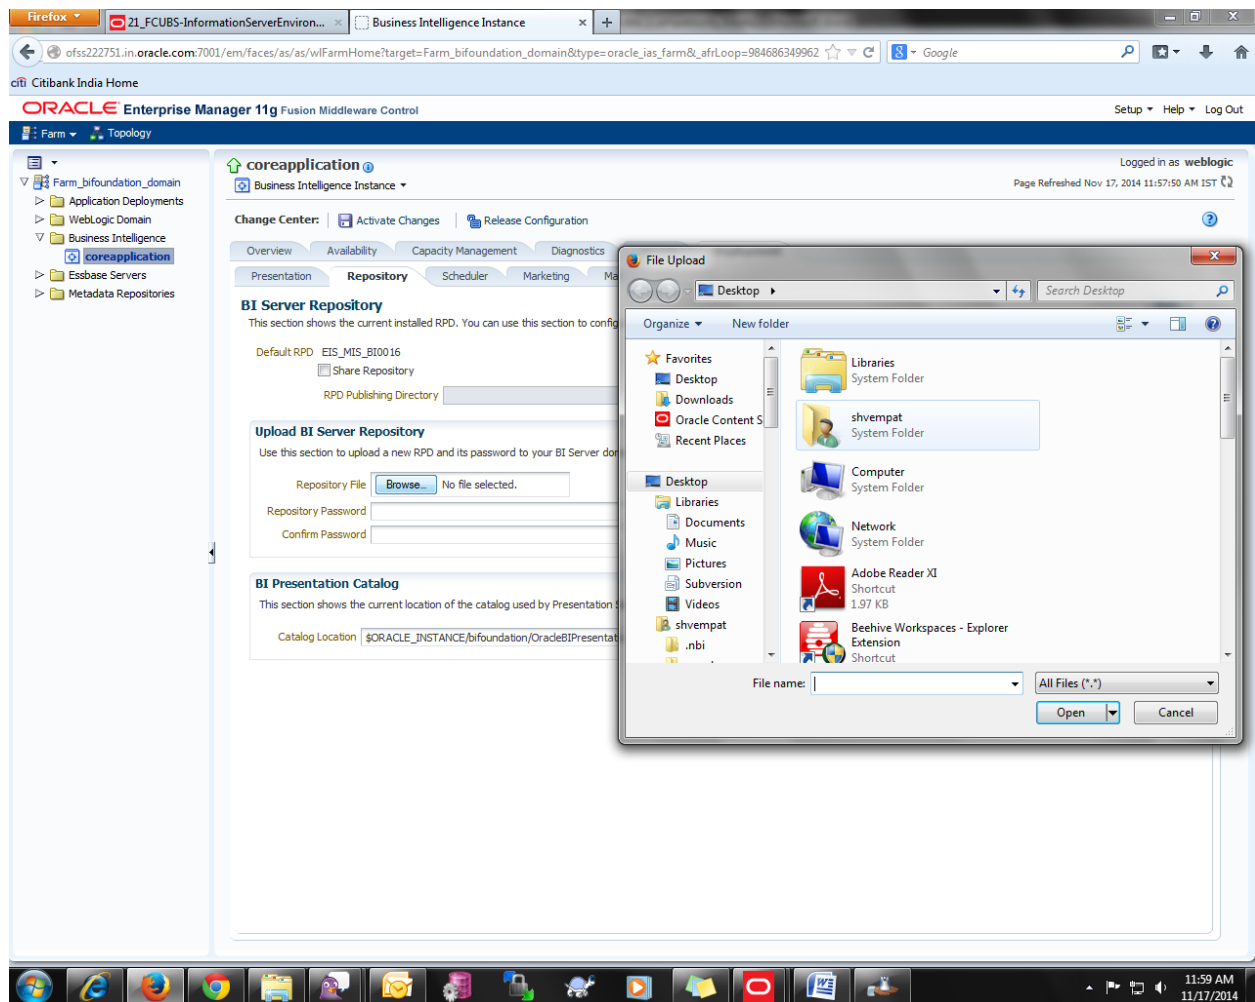 Firefox
21_FCUBS-InformationServerEnviron...
Business Intelligence Instance
ofss222751.in.oracle.com:7001/em/faces/as/as/wlFarmHome?target=Farm_bifoundation_domain&type=oracle_ias_farm&_afrLoop=984686349962
Google
citi Citibank India Home
ORACLE Enterprise Manager 11g Fusion Middleware Control
Setup Help Log Out
Farm Topology
Farm_bifoundation_domain
Application Deployments
WebLogic Domain
Business Intelligence
coreapplication
Essbase Servers
Metadata Repositories
coreapplication
Logged in as weblogic
Business Intelligence Instance
Page Refreshed Nov 17, 2014 11:57:50 AM IST
Change Center: Activate Changes Release Configuration
Overview Availability Capacity Management Diagnostics
Presentation Repository Scheduler Marketing Ma
BI Server Repository
This section shows the current installed RPD. You can use this section to config
Default RPD EIS_MIS_BI0016
Share Repository
RPD Publishing Directory
Upload BI Server Repository
Use this section to upload a new RPD and its password to your BI Server do
Repository File Browse... No file selected.
Repository Password
Confirm Password
BI Presentation Catalog
This section shows the current location of the catalog used by Presentation
Catalog Location $ORACLE_INSTANCE/bifoundation/OracleBIPresentat
File Upload
Desktop
Search Desktop
Organize New folder
Favorites
Desktop
Downloads
Oracle Content S
Recent Places
Desktop
Libraries
Documents
Music
Pictures
Subversion
Videos
shvempat
.nbi
Libraries
System Folder
shvempat
System Folder
Computer
System Folder
Network
System Folder
Adobe Reader XI
Shortcut
1.97 KB
Beehive Workspaces - Explorer
Extension
Shortcut
File name:
All Files (*.*)
Open Cancel
11:59 AM
11/17/2014